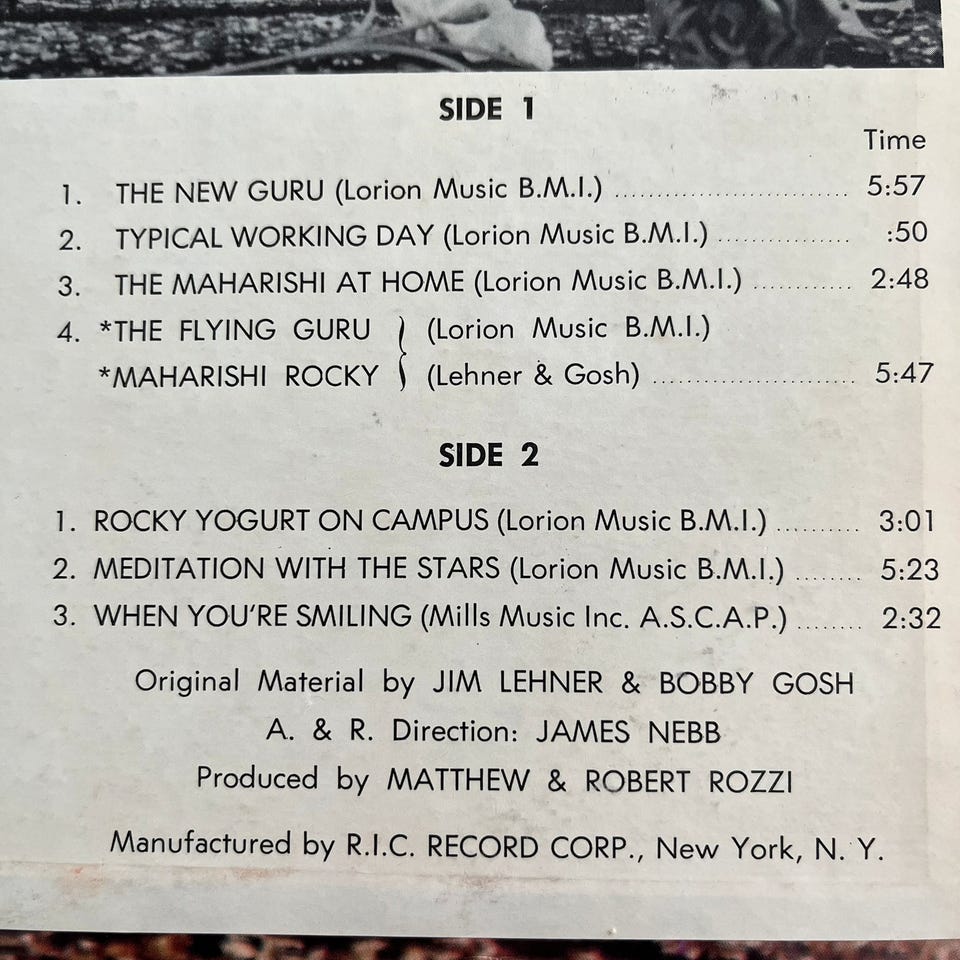 SIDE 1
Time
1. THE NEW GURU (Lorion Music B.M.I.) ........................ 5:57
2. TYPICAL WORKING DAY (Lorion Music B.M.I.) ................ :50
3. THE MAHARISHI AT HOME (Lorion Music B.M.I.) ............ 2:48
4. *THE FLYING GURU } (Lorion Music B.M.I.)
*MAHARISHI ROCKY } (Lehner & Gosh) ........................ 5:47
SIDE 2
1. ROCKY YOGURT ON CAMPUS (Lorion Music B.M.I.) .......... 3:01
2. MEDITATION WITH THE STARS (Lorion Music B.M.I.) ........ 5:23
3. WHEN YOU'RE SMILING (Mills Music Inc. A.S.C.A.P.) ........ 2:32
Original Material by JIM LEHNER & BOBBY GOSH
A. & R. Direction: JAMES NEBB
Produced by MATTHEW & ROBERT ROZZI
Manufactured by R.I.C. RECORD CORP., New York, N. Y.